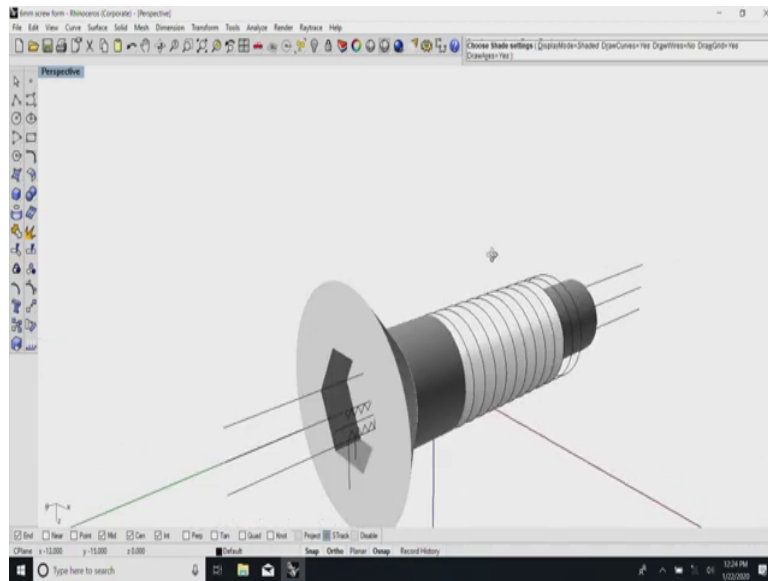 6mm screw form - Rhinoceros (Corporate) - [Perspective]
File Edit View Curve Surface Solid Mesh Dimension Transform Tools Analyze Render Raytrace Help
Choose Shade settings ( DisplayMode=Shaded DrawCurves=Yes DrawWires=No DragGrid=Yes
DrawAxes=Yes )
Perspective
End Near Point Mid Cen Int Perp Tan Quad Knot Project STrack Disable
CPlane x -12.000 y -15.000 z 0.000 Default Snap Ortho Planar Osnap Record History
Type here to search
12:24 PM
1/22/2020